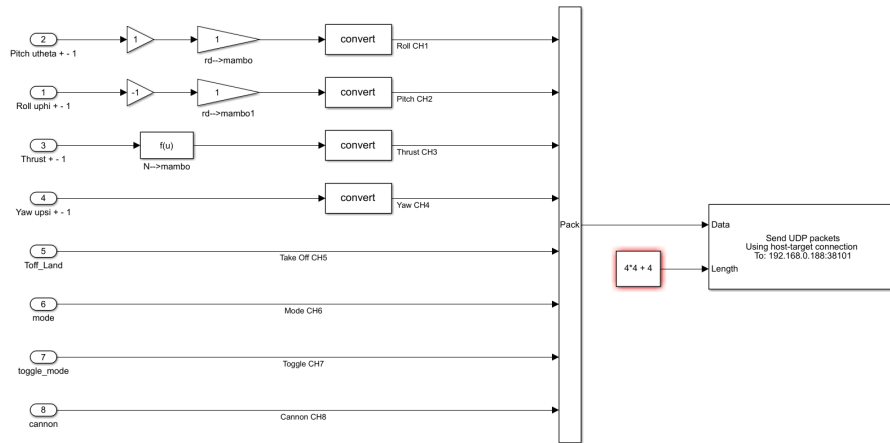 2
1
1
convert
Roll CH1
Pitch utheta + - 1
rd-->mambo
1
-1
1
convert
Pitch CH2
Roll uphi + - 1
rd-->mambo1
3
f(u)
convert
Thrust CH3
Thrust + - 1
N-->mambo
4
convert
Yaw CH4
Yaw upsi + - 1
Pack
Data
Send UDP packets
Using host-target connection
To: 192.168.0.188:38101
5
Take Off CH5
Toff_Land
4*4 + 4
Length
6
Mode CH6
mode
7
Toggle CH7
toggle_mode
8
Cannon CH8
cannon